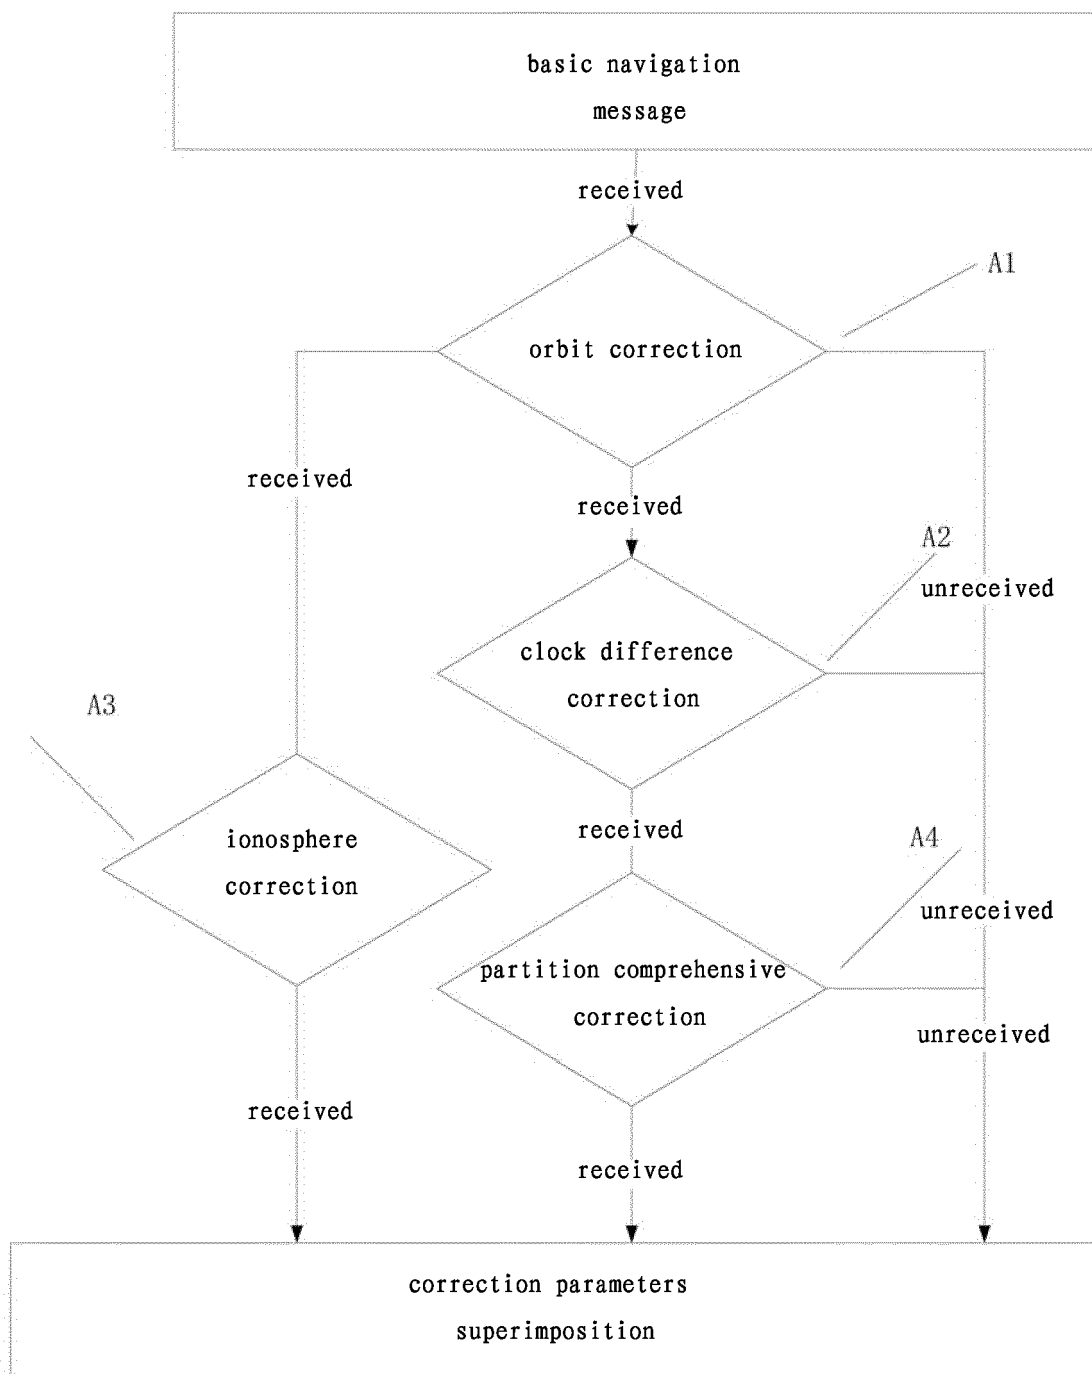 basic navigation
message
received
A1
orbit correction
received
received
A2
unreceived
clock difference
correction
A3
received
ionosphere
correction
A4
unreceived
partition comprehensive
correction
unreceived
received
received
correction parameters
superimposition